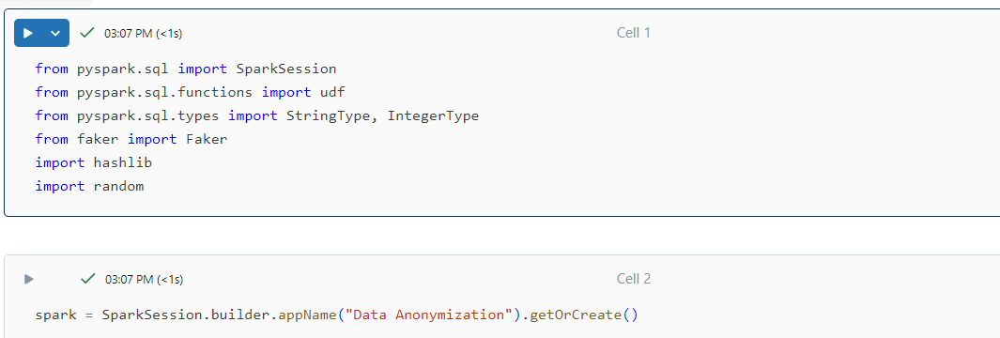 03:07 PM (<1s)
Cell 1
from pyspark.sql import SparkSession
from pyspark.sql.functions import udf
from pyspark.sql.types import StringType, IntegerType
from faker import Faker
import hashlib
import random
03:07 PM (<1s)
Cell 2
spark = SparkSession.builder.appName("Data Anonymization").getOrCreate()